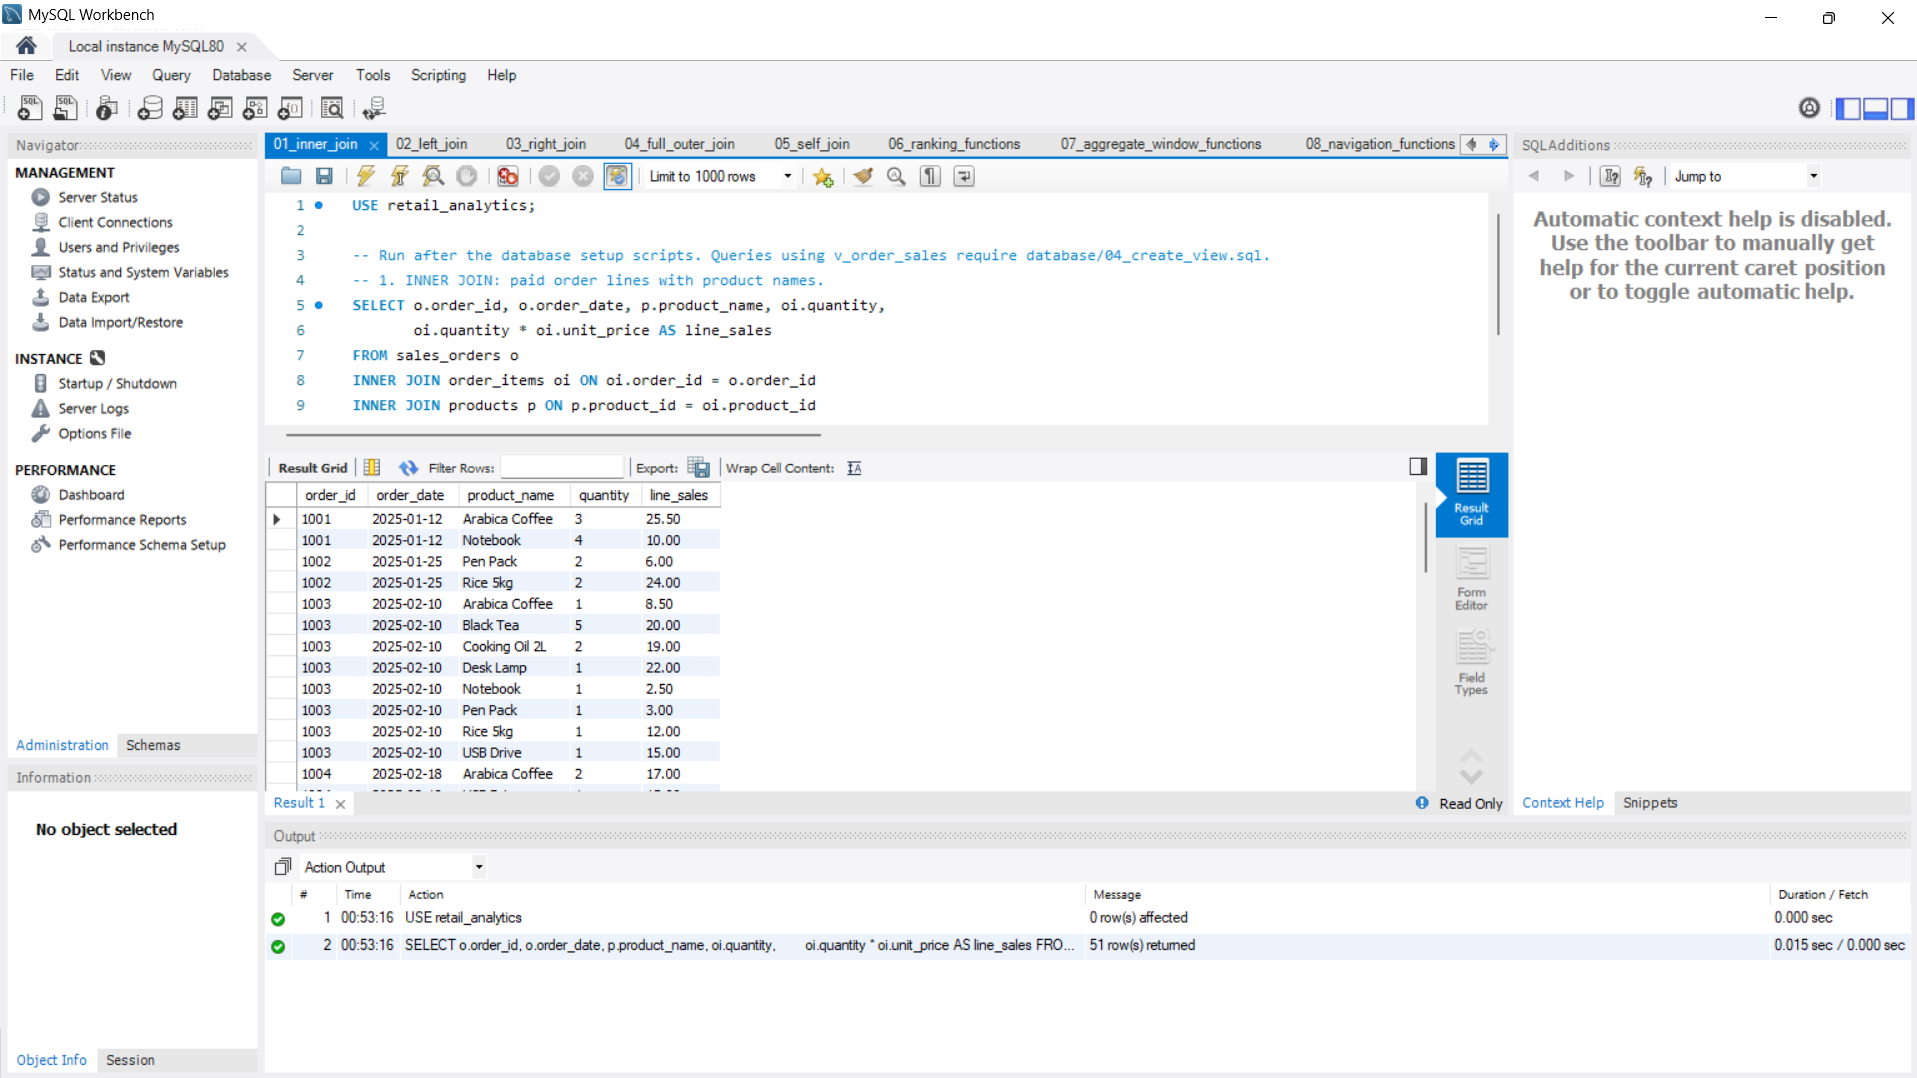 MySQL Workbench
Local instance MySQL80
File Edit View Query Database Server Tools Scripting Help
Navigator
MANAGEMENT
Server Status
Client Connections
Users and Privileges
Status and System Variables
Data Export
Data Import/Restore
INSTANCE
Startup / Shutdown
Server Logs
Options File
PERFORMANCE
Dashboard
Performance Reports
Performance Schema Setup
Administration Schemas
Information
No object selected
Object Info Session
01_inner_join 02_left_join 03_right_join 04_full_outer_join 05_self_join 06_ranking_functions 07_aggregate_window_functions 08_navigation_functions
Limit to 1000 rows
1 USE retail_analytics;
2
3 -- Run after the database setup scripts. Queries using v_order_sales require database/04_create_view.sql.
4 -- 1. INNER JOIN: paid order lines with product names.
5 SELECT o.order_id, o.order_date, p.product_name, oi.quantity,
6 oi.quantity * oi.unit_price AS line_sales
7 FROM sales_orders o
8 INNER JOIN order_items oi ON oi.order_id = o.order_id
9 INNER JOIN products p ON p.product_id = oi.product_id
Result Grid Filter Rows: Export: Wrap Cell Content:
order_id order_date product_name quantity line_sales
1001 2025-01-12 Arabica Coffee 3 25.50
1001 2025-01-12 Notebook 4 10.00
1002 2025-01-25 Pen Pack 2 6.00
1002 2025-01-25 Rice 5kg 2 24.00
1003 2025-02-10 Arabica Coffee 1 8.50
1003 2025-02-10 Black Tea 5 20.00
1003 2025-02-10 Cooking Oil 2L 2 19.00
1003 2025-02-10 Desk Lamp 1 22.00
1003 2025-02-10 Notebook 1 2.50
1003 2025-02-10 Pen Pack 1 3.00
1003 2025-02-10 Rice 5kg 1 12.00
1003 2025-02-10 USB Drive 1 15.00
1004 2025-02-18 Arabica Coffee 2 17.00
Result Grid
Form Editor
Field Types
Result 1 Read Only
SQLAdditions
Jump to
Automatic context help is disabled.
Use the toolbar to manually get
help for the current caret position
or to toggle automatic help.
Context Help Snippets
Output
Action Output
# Time Action Message Duration / Fetch
1 00:53:16 USE retail_analytics 0 row(s) affected 0.000 sec
2 00:53:16 SELECT o.order_id, o.order_date, p.product_name, oi.quantity, oi.quantity * oi.unit_price AS line_sales FRO... 51 row(s) returned 0.015 sec / 0.000 sec